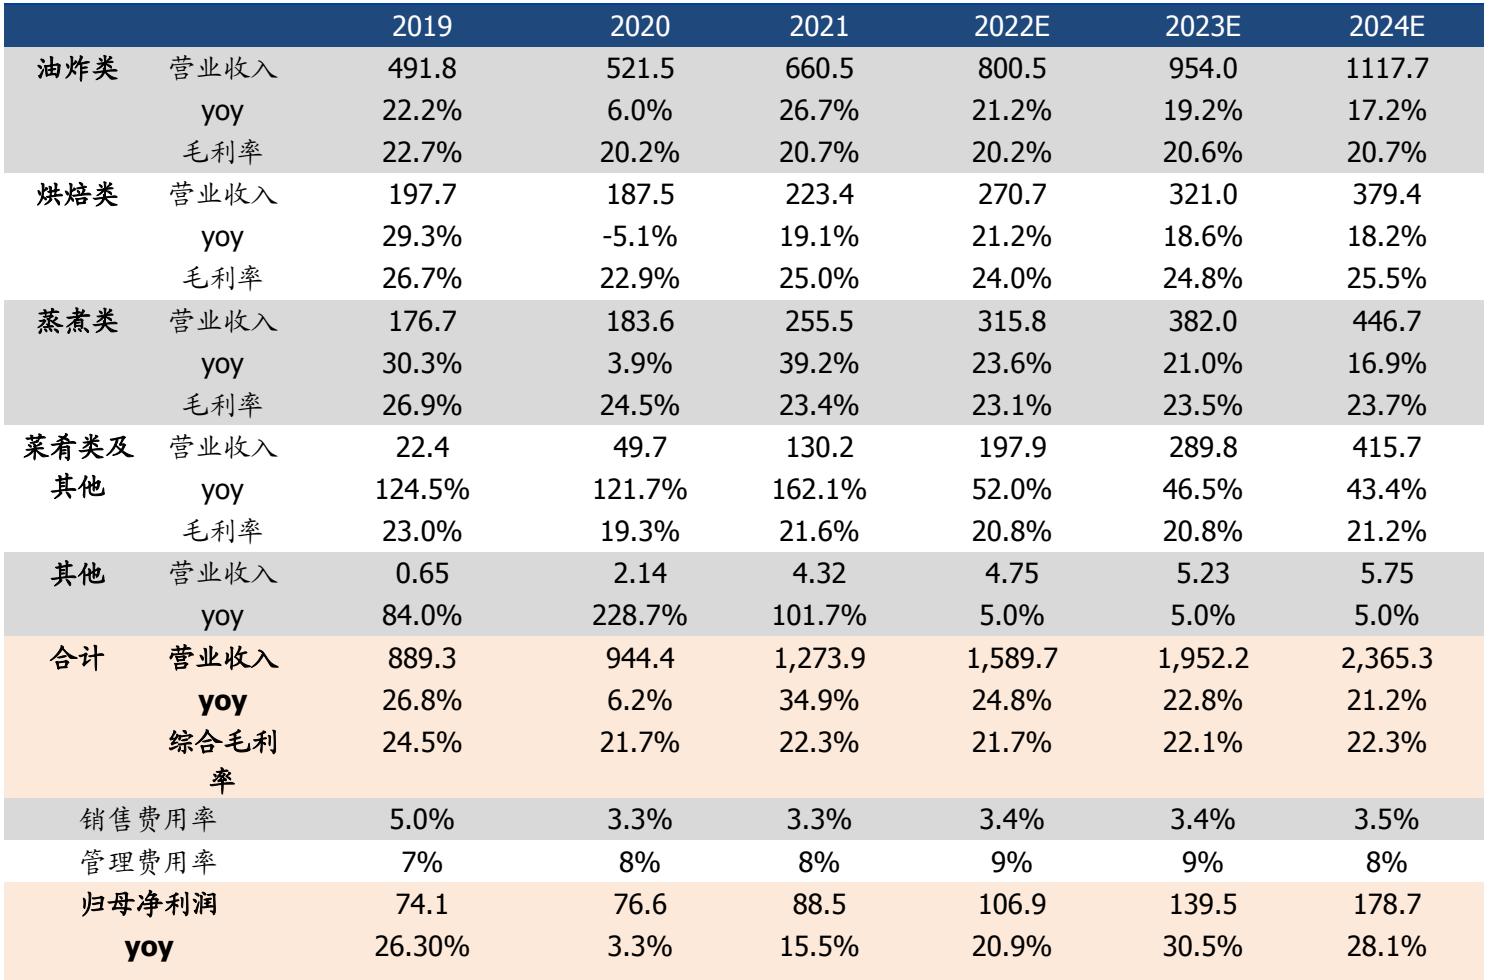 2019 2020 2021 2022E 2023E 2024E
油炸类 营业收入 491.8 521.5 660.5 800.5 954.0 1117.7
yoy 22.2% 6.0% 26.7% 21.2% 19.2% 17.2%
毛利率 22.7% 20.2% 20.7% 20.2% 20.6% 20.7%
烘焙类 营业收入 197.7 187.5 223.4 270.7 321.0 379.4
yoy 29.3% -5.1% 19.1% 21.2% 18.6% 18.2%
毛利率 26.7% 22.9% 25.0% 24.0% 24.8% 25.5%
蒸煮类 营业收入 176.7 183.6 255.5 315.8 382.0 446.7
yoy 30.3% 3.9% 39.2% 23.6% 21.0% 16.9%
毛利率 26.9% 24.5% 23.4% 23.1% 23.5% 23.7%
菜肴类及 营业收入 22.4 49.7 130.2 197.9 289.8 415.7
其他 yoy 124.5% 121.7% 162.1% 52.0% 46.5% 43.4%
毛利率 23.0% 19.3% 21.6% 20.8% 20.8% 21.2%
其他 营业收入 0.65 2.14 4.32 4.75 5.23 5.75
yoy 84.0% 228.7% 101.7% 5.0% 5.0% 5.0%
合计 营业收入 889.3 944.4 1,273.9 1,589.7 1,952.2 2,365.3
yoy 26.8% 6.2% 34.9% 24.8% 22.8% 21.2%
综合毛利 24.5% 21.7% 22.3% 21.7% 22.1% 22.3%
率
销售费用率 5.0% 3.3% 3.3% 3.4% 3.4% 3.5%
管理费用率 7% 8% 8% 9% 9% 8%
归母净利润 74.1 76.6 88.5 106.9 139.5 178.7
yoy 26.30% 3.3% 15.5% 20.9% 30.5% 28.1%